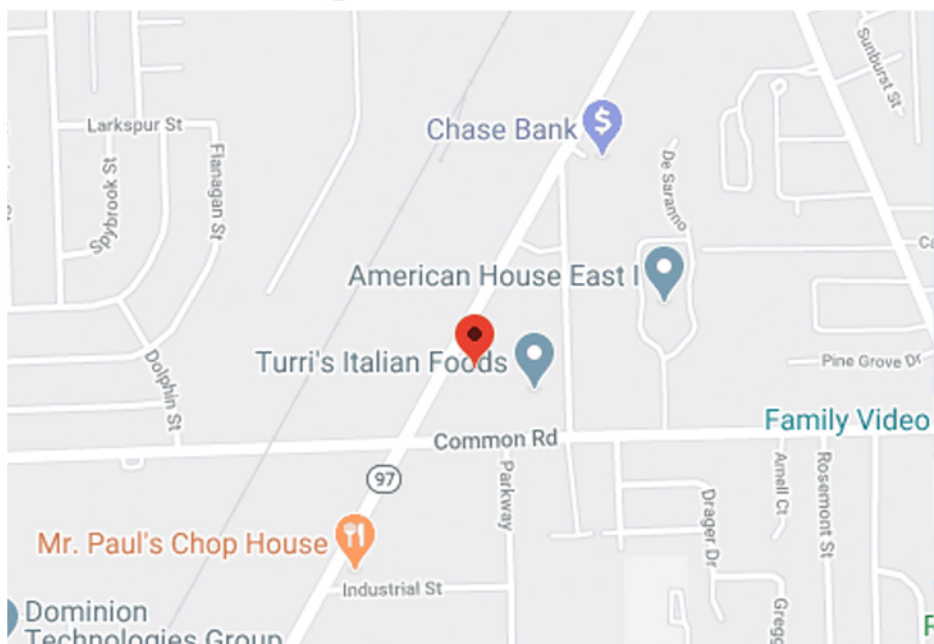 Sunburst St
Larkspur St
Chase Bank
$
Spybrook St
Flanagan St
De Saranno
American House East I
Turri's Italian Foods
Dolphin St
Pine Grove Dr
Family Video
Common Rd
97
Parkway
Arnell Ct
Rosemont St
Drager Dr
Mr. Paul's Chop House
Industrial St
Dominion
Technologies Group